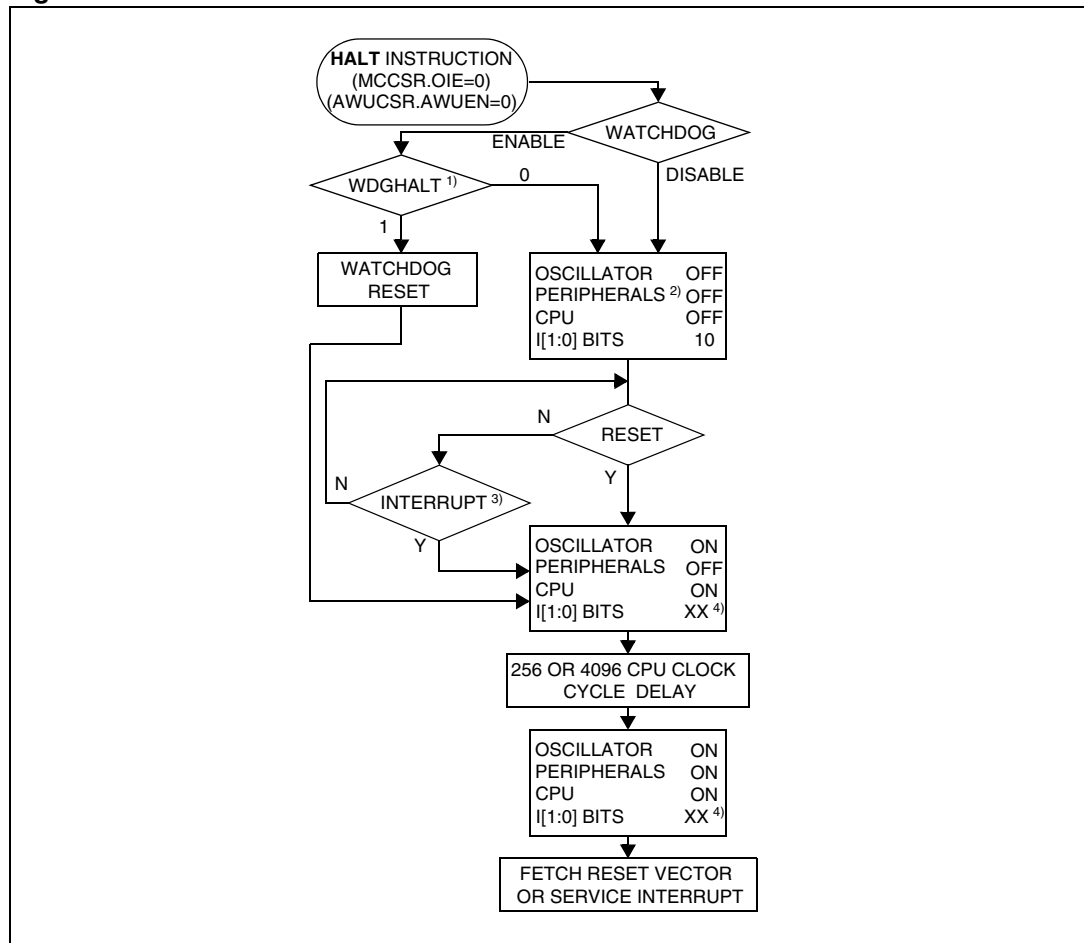 HALT INSTRUCTION
(MCCSR.OIE=0)
(AWUCSR.AWUEN=0)
WATCHDOG
ENABLE
DISABLE
WDGHALT 1)
0
1
WATCHDOG
RESET
OSCILLATOR OFF
PERIPHERALS 2) OFF
CPU OFF
I[1:0] BITS 10
RESET
N
Y
INTERRUPT 3)
N
Y
OSCILLATOR ON
PERIPHERALS OFF
CPU ON
I[1:0] BITS XX 4)
256 OR 4096 CPU CLOCK
CYCLE DELAY
OSCILLATOR ON
PERIPHERALS ON
CPU ON
I[1:0] BITS XX 4)
FETCH RESET VECTOR
OR SERVICE INTERRUPT